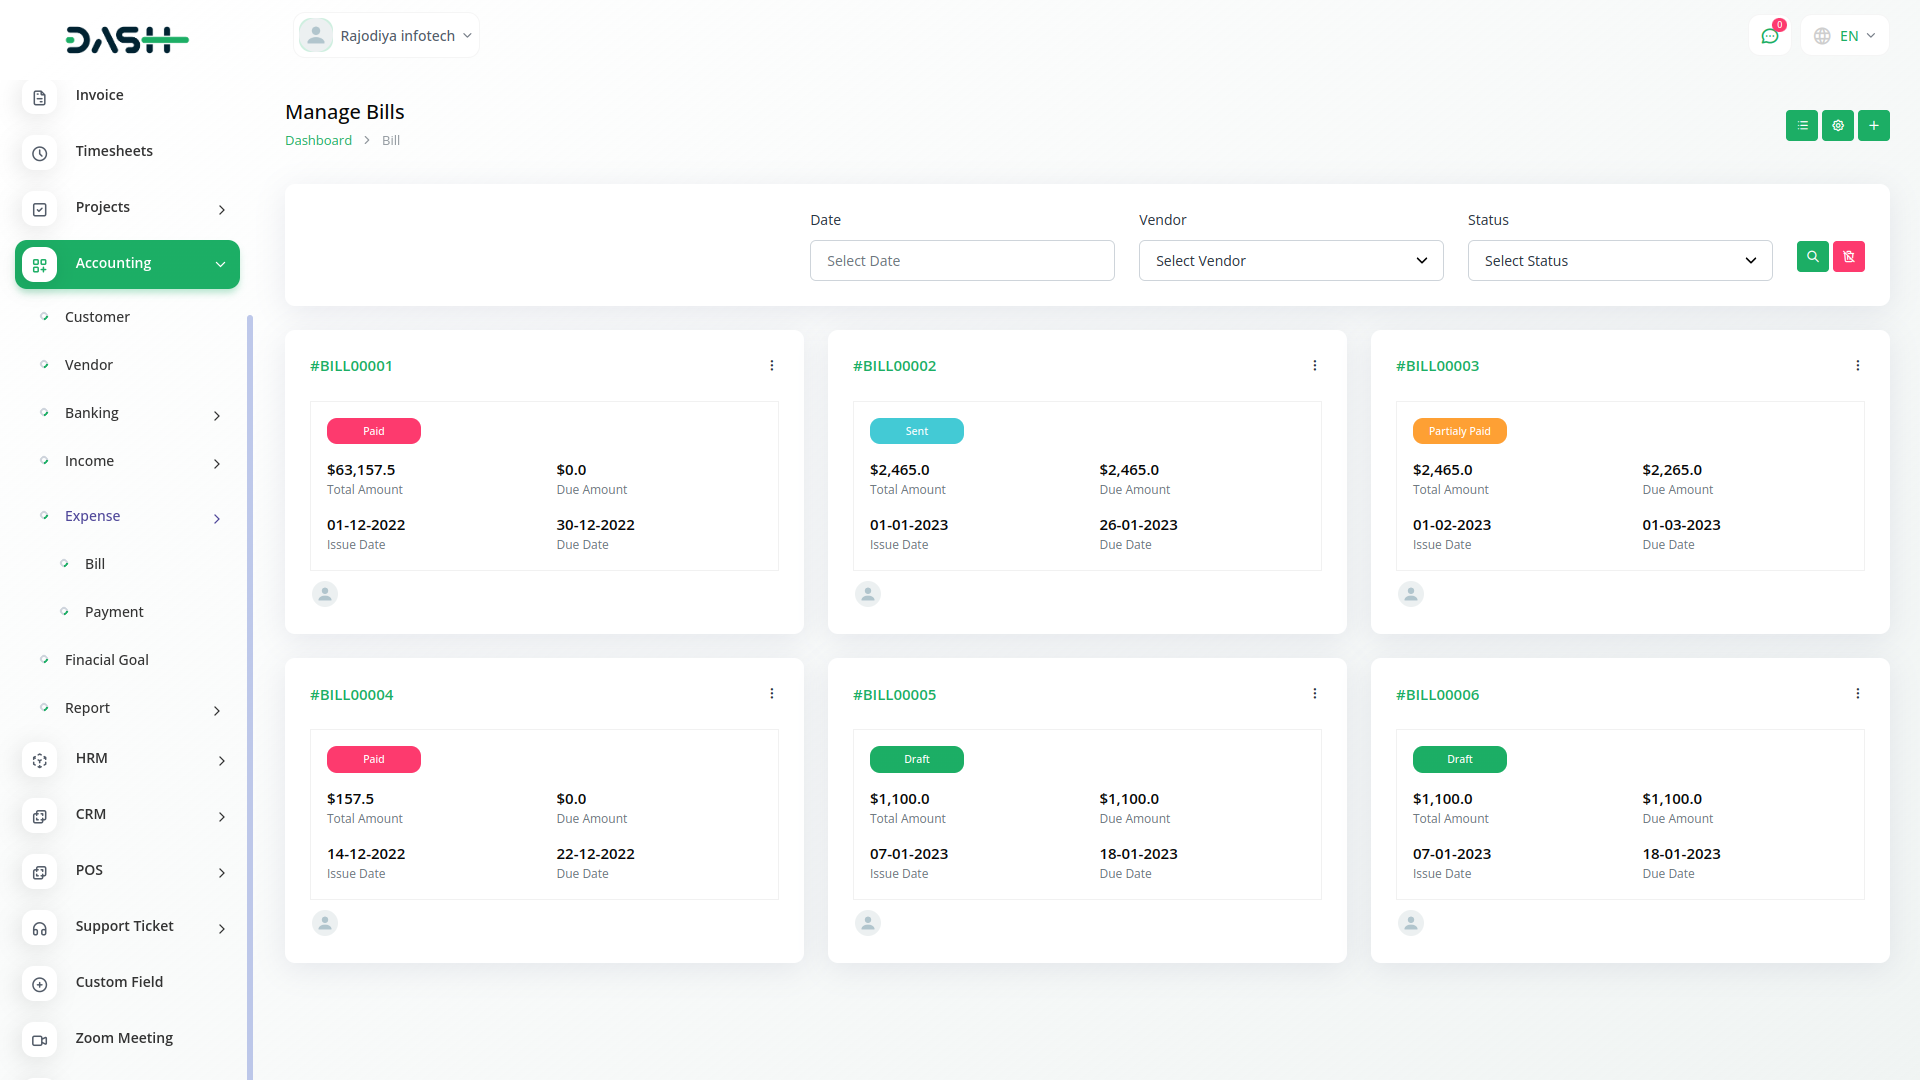 DASH
Rajodiya infotech
0
EN
Invoice
Timesheets
Projects
Accounting
Customer
Vendor
Banking
Income
Expense
Bill
Payment
Finacial Goal
Report
HRM
CRM
POS
Support Ticket
Custom Field
Zoom Meeting
Manage Bills
Dashboard > Bill
Date
Vendor
Status
Select Date
Select Vendor
Select Status
#BILL00001
Paid
$63,157.5 $0.0
Total Amount Due Amount
01-12-2022 30-12-2022
Issue Date Due Date
#BILL00002
Sent
$2,465.0 $2,465.0
Total Amount Due Amount
01-01-2023 26-01-2023
Issue Date Due Date
#BILL00003
Partialy Paid
$2,465.0 $2,265.0
Total Amount Due Amount
01-02-2023 01-03-2023
Issue Date Due Date
#BILL00004
Paid
$157.5 $0.0
Total Amount Due Amount
14-12-2022 22-12-2022
Issue Date Due Date
#BILL00005
Draft
$1,100.0 $1,100.0
Total Amount Due Amount
07-01-2023 18-01-2023
Issue Date Due Date
#BILL00006
Draft
$1,100.0 $1,100.0
Total Amount Due Amount
07-01-2023 18-01-2023
Issue Date Due Date